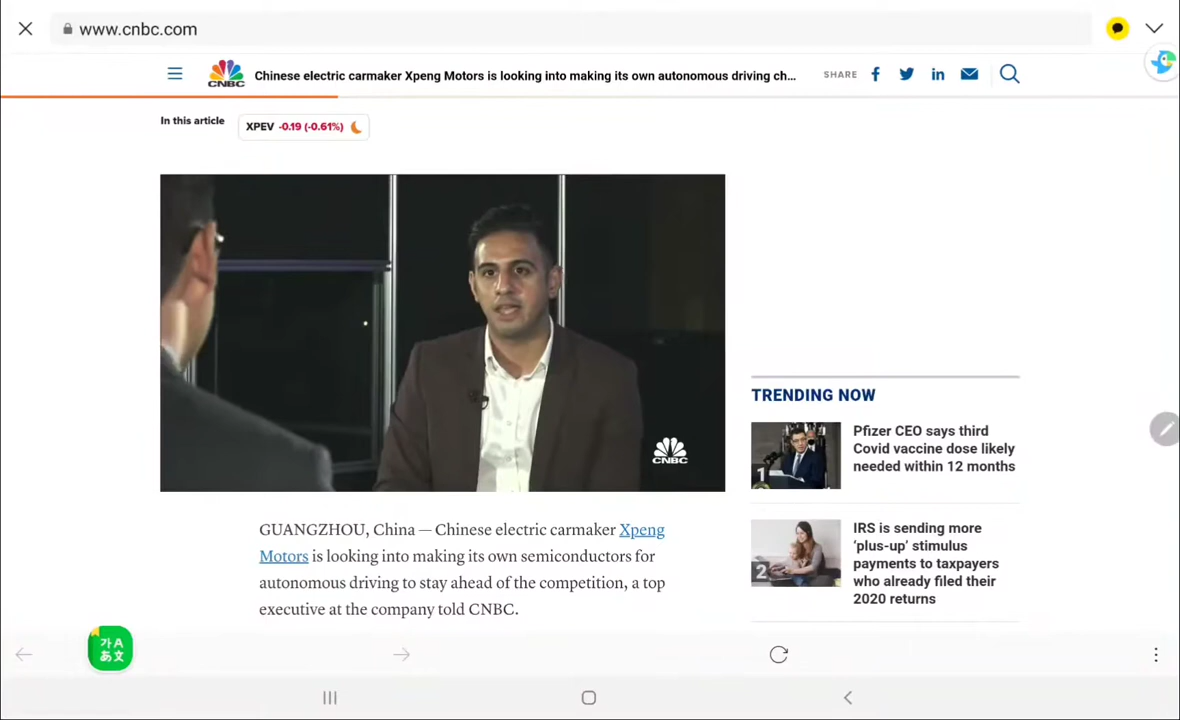 www.cnbc.com
CNBC
Chinese electric carmaker Xpeng Motors is looking into making its own autonomous driving ch...
SHARE
In this article
XPEV -0.19 (-0.61%)
CNBC
GUANGZHOU, China — Chinese electric carmaker Xpeng
Motors is looking into making its own semiconductors for
autonomous driving to stay ahead of the competition, a top
executive at the company told CNBC.
TRENDING NOW
1
Pfizer CEO says third
Covid vaccine dose likely
needed within 12 months
2
IRS is sending more
‘plus-up’ stimulus
payments to taxpayers
who already filed their
2020 returns
가A
あ文